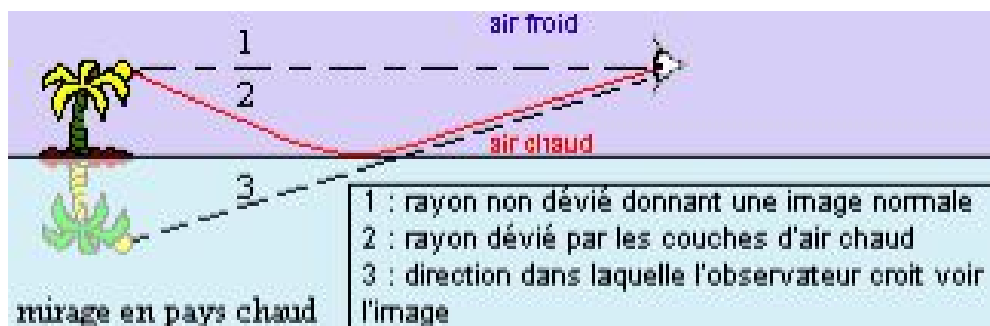 air froid
1
2
air chaud
3
1 : rayon non dévié donnant une image normale
2 : rayon dévié par les couches d'air chaud
3 : direction dans laquelle l'observateur croit voir
l'image
mirage en pays chaud